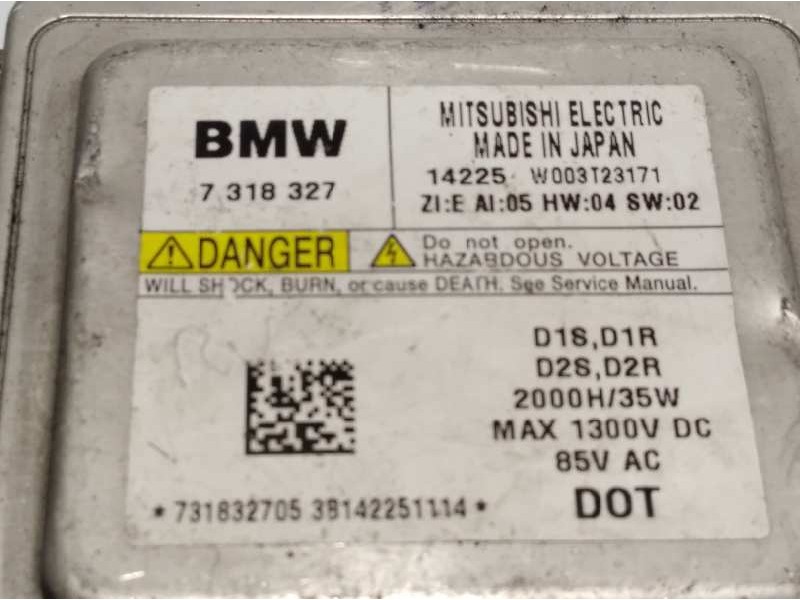 BMW
7 318 327
MITSUBISHI ELECTRIC
MADE IN JAPAN
14225 W003T23171
ZI:E AI:05 HW:04 SW:02
DANGER
Do not open.
HAZARDOUS VOLTAGE
WILL SHOCK, BURN, or cause DEATH. See Service Manual.
D1S,D1R
D2S,D2R
2000H/35W
MAX 1300V DC
85V AC
DOT
*731832705 3B142251114*